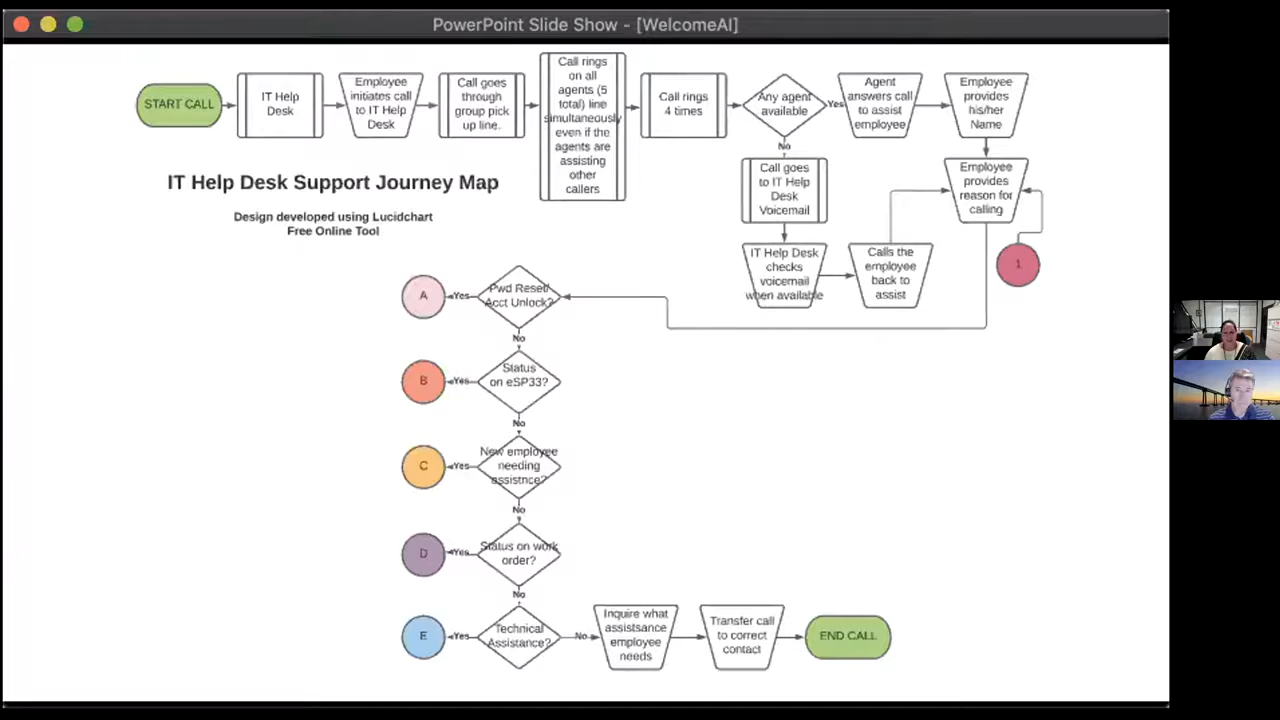 PowerPoint Slide Show - [WelcomeAI]
START CALL
IT Help
Desk
Employee
initiates call
to IT Help
Desk
Call goes
through
group pick
up line.
Call rings
on all
agents (5
total) line
simultaneously
even if the
agents are
assisting
other
callers
Call rings
4 times
Any agent
available
Yes
Agent
answers call
to assist
employee
Employee
provides
his/her
Name
No
Call goes
to IT Help
Desk
Voicemail
Employee
provides
reason for
calling
IT Help Desk Support Journey Map
Design developed using Lucidchart
Free Online Tool
IT Help Desk
checks
voicemail
when available
Calls the
employee
back to
assist
1
A
Yes
Pwd Reset/
Acct Unlock?
No
B
Yes
Status
on eSP33?
No
C
Yes
New employee
needing
assistnce?
No
D
Yes
Status on work
order?
No
E
Yes
Technical
Assistance?
No
Inquire what
assistsance
employee
needs
Transfer call
to correct
contact
END CALL